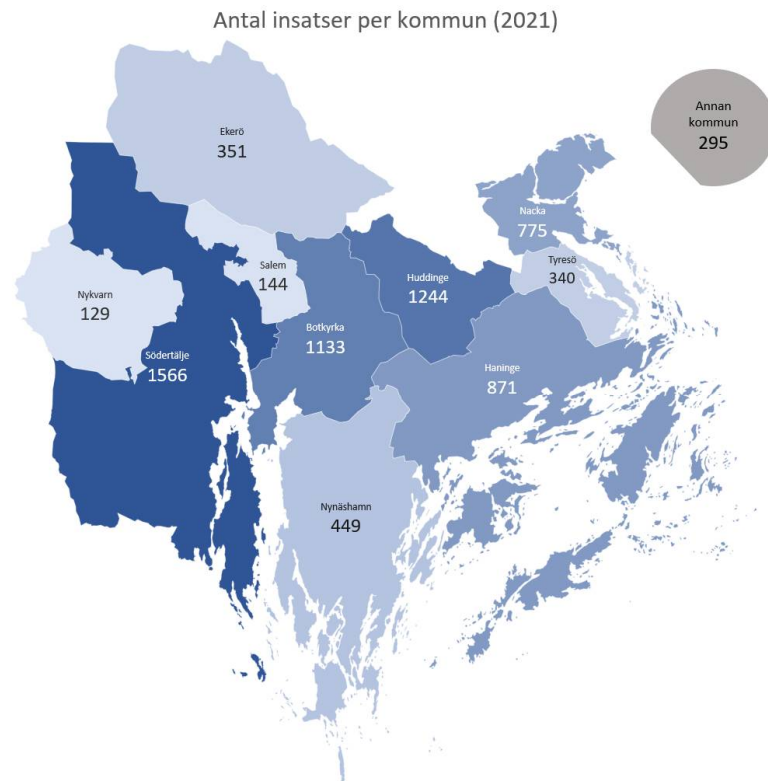 Antal insatser per kommun (2021)
Annan
kommun
295
Ekerö
351
Nacka
775
Tyresö
340
Salem
144
Huddinge
1244
Nykvarn
129
Botkyrka
1133
Södertälje
1566
Haninge
871
Nynäshamn
449